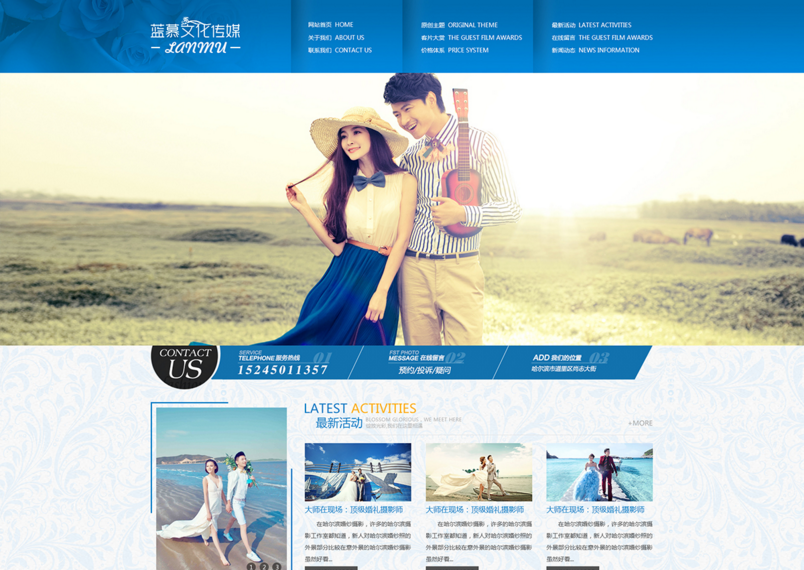 蓝慕文化传媒
LANMU
网站首页 HOME
关于我们 ABOUT US
联系我们 CONTACT US
原创主题 ORIGINAL THEME
客片大赏 THE GUEST FILM AWARDS
价格体系 PRICE SYSTEM
最新活动 LATEST ACTIVITIES
在线留言 THE GUEST FILM AWARDS
新闻动态 NEWS INFORMATION
CONTACT
US
SERVICE
TELEPHONE 服务热线 01
15245011357
FST PHOTO
MESSAGE 在线留言 02
预约/投诉/疑问
ADD 我们的位置 03
哈尔滨市道里区尚志大街
LATEST ACTIVITIES
最新活动
BLOSSOM GLORIOUS , WE MEET HERE
+MORE
大师在现场：顶级婚礼摄影师
在哈尔滨婚纱摄影，许多的哈尔滨摄
影工作室都知道，新人对哈尔滨婚纱照的
外景部分比较在意外景的哈尔滨婚纱摄影
虽然好看...
大师在现场：顶级婚礼摄影师
在哈尔滨婚纱摄影，许多的哈尔滨摄
影工作室都知道，新人对哈尔滨婚纱照的
外景部分比较在意外景的哈尔滨婚纱摄影
虽然好看...
大师在现场：顶级婚礼摄影师
在哈尔滨婚纱摄影，许多的哈尔滨摄
影工作室都知道，新人对哈尔滨婚纱照的
外景部分比较在意外景的哈尔滨婚纱摄影
虽然好看...
1 2 3